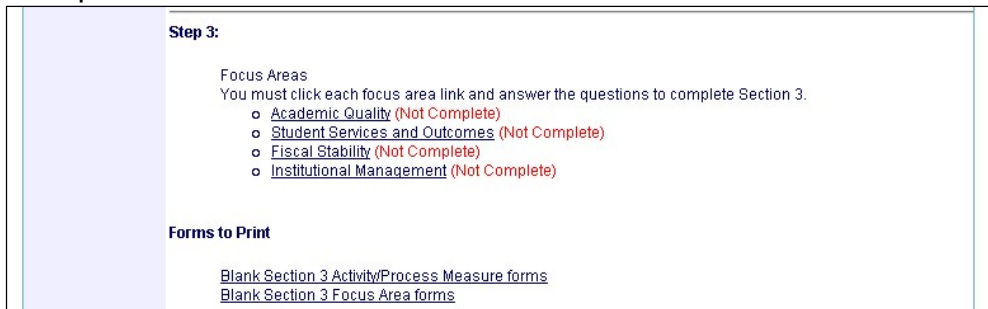 Step 3:
Focus Areas
You must click each focus area link and answer the questions to complete Section 3.
o Academic Quality (Not Complete)
o Student Services and Outcomes (Not Complete)
o Fiscal Stability (Not Complete)
o Institutional Management (Not Complete)
Forms to Print
Blank Section 3 Activity/Process Measure forms
Blank Section 3 Focus Area forms